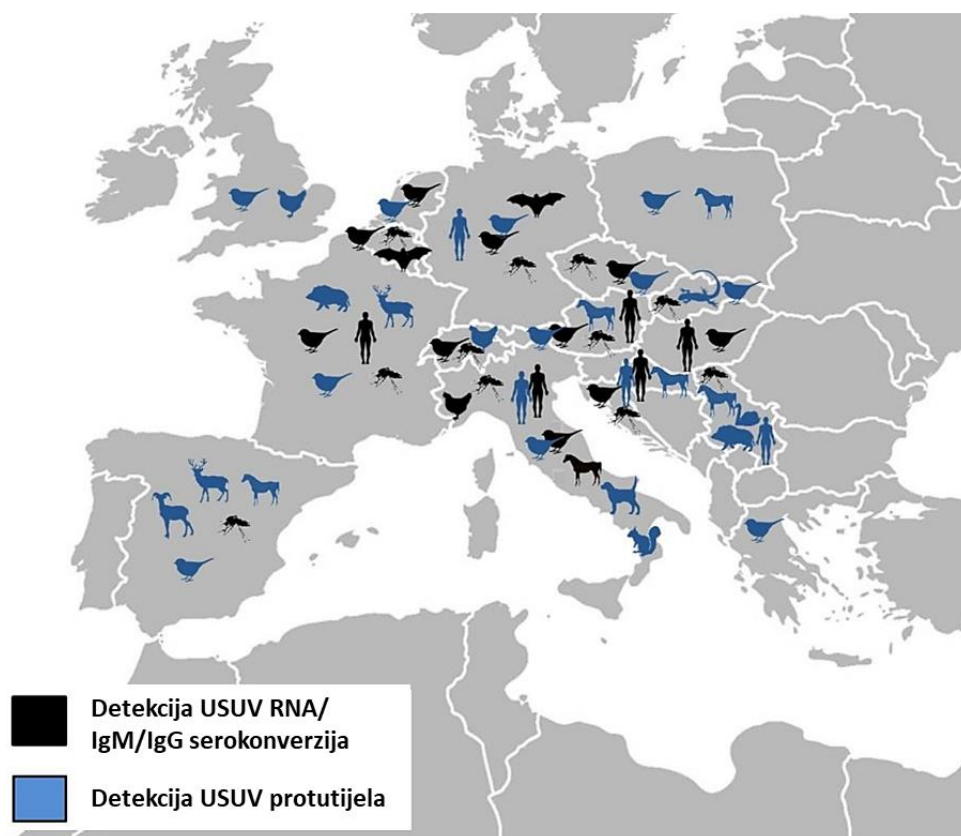 Detekcija USUV RNA/
IgM/IgG serokonverzija
Detekcija USUV protutijela